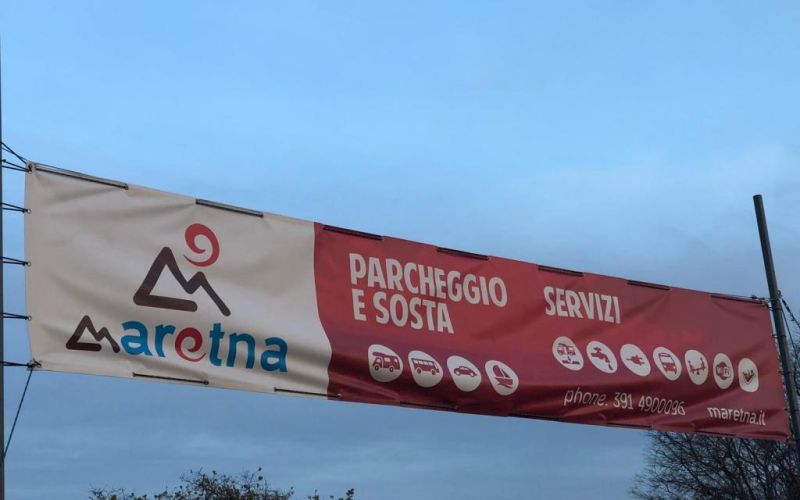 maretna
PARCHEGGIO
E SOSTA
SERVIZI
phone. 391 4900096
maretna.it